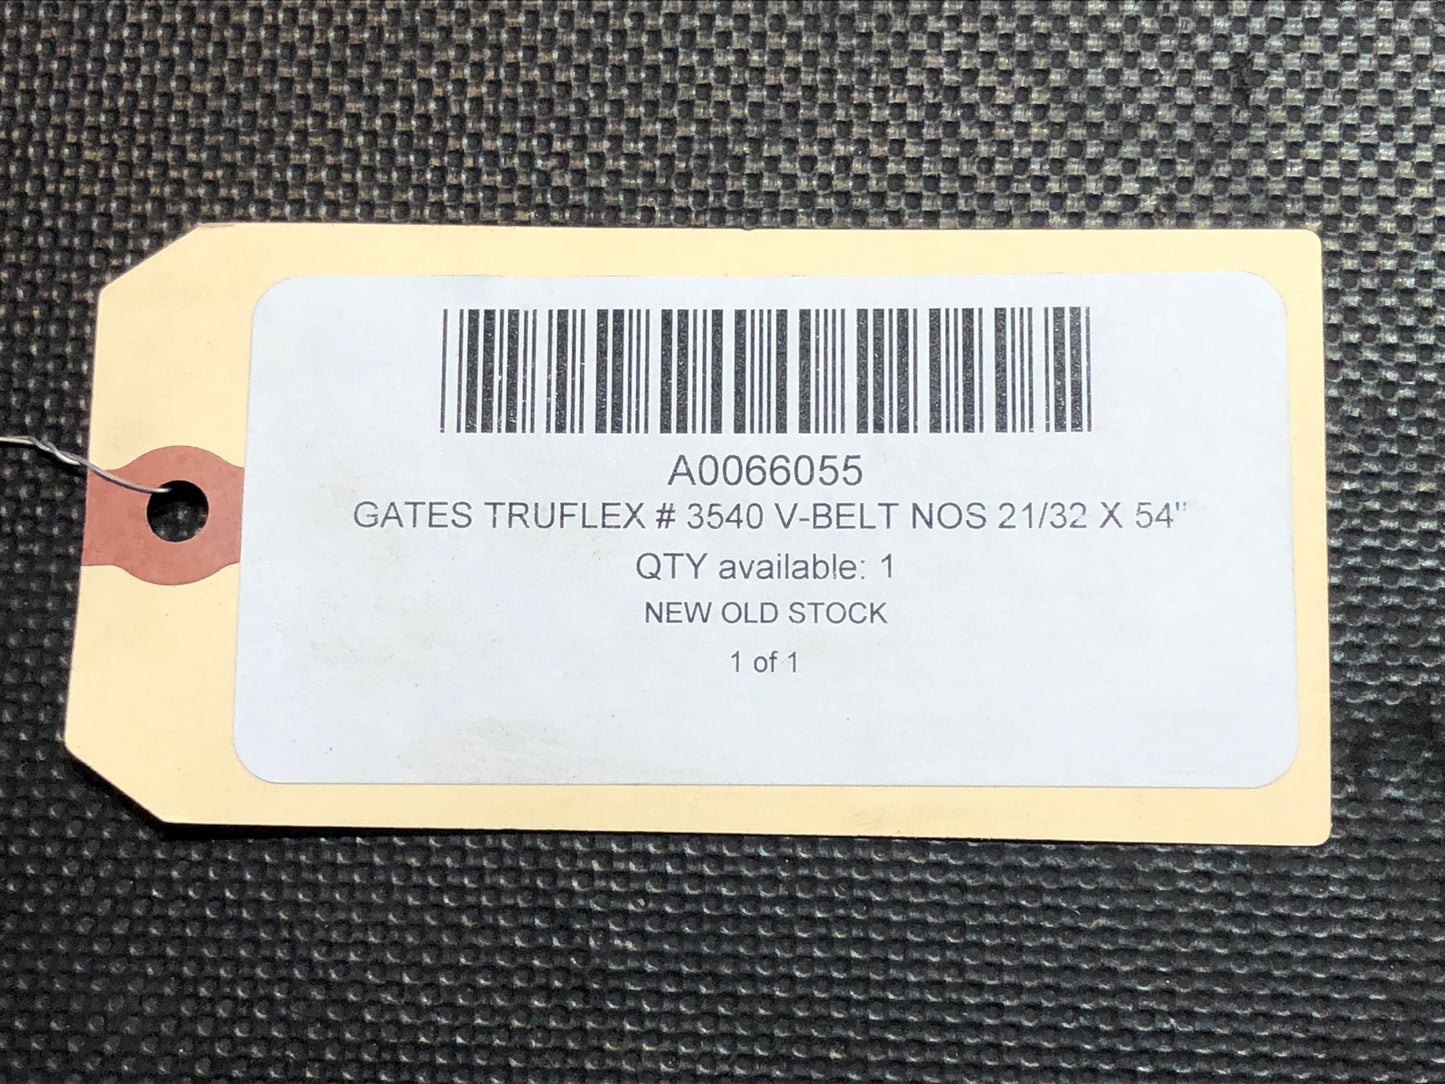 A0066055
GATES TRUFLEX # 3540 V-BELT NOS 21/32 X 54"
QTY available: 1
NEW OLD STOCK
1 of 1